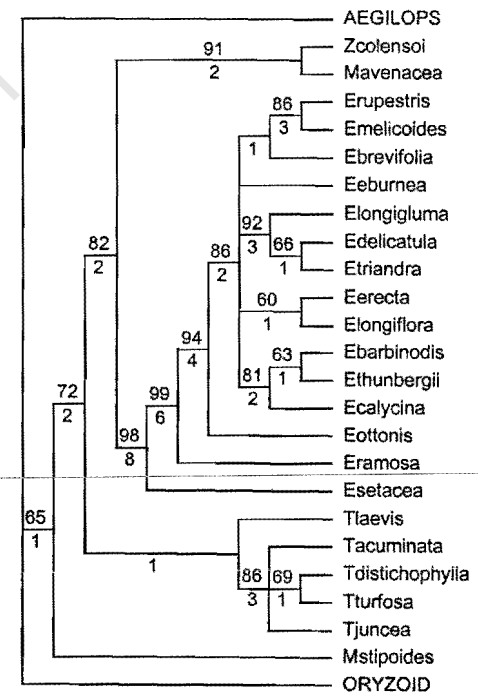 AEGILOPS
91
Zcolensoi
2
Mavenacea
86
Erupestris
3
Emelicoides
1
Ebrevifolia
Eeburnea
92
Elongigluma
3
66
Edelicatula
1
Etriandra
82
2
86
2
60
Eerecta
1
Elongiflora
94
4
63
Ebarbinodis
81
1
Ethunbergii
2
Ecalycina
72
2
99
6
98
8
Eottonis
Eramosa
Esetacea
65
1
Tlaevis
1
Tacuminata
86
69
Tdistichophylla
3
1
Tturfosa
Tjuncea
Mstipoides
ORYZOID